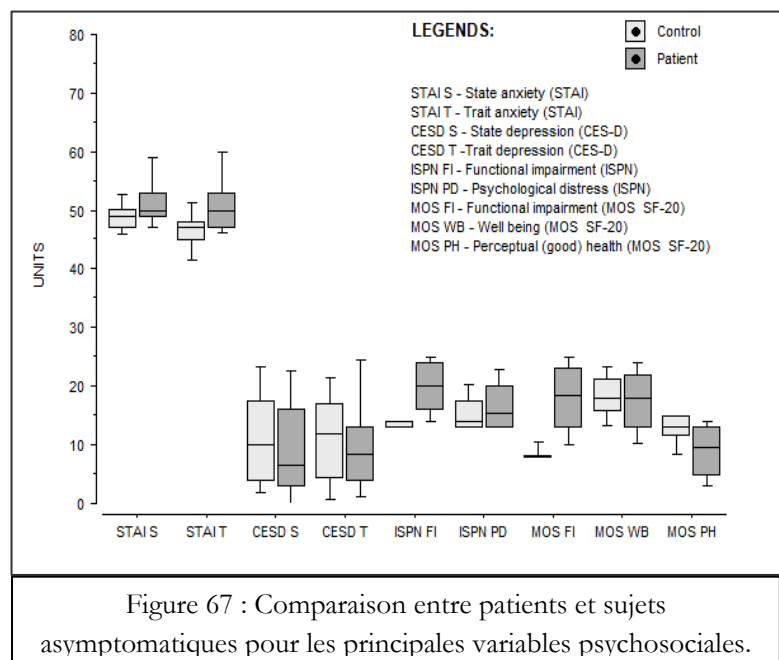 LEGENDS:
Control
Patient
STAI S - State anxiety (STAI)
STAI T - Trait anxiety (STAI)
CESD S - State depression (CES-D)
CESD T -Trait depression (CES-D)
ISPN FI - Functional impairment (ISPN)
ISPN PD - Psychological distress (ISPN)
MOS FI - Functional impairment (MOS SF-20)
MOS WB - Well being (MOS SF-20)
MOS PH - Perceptual (good) health (MOS SF-20)
80
70
60
50
40
30
20
10
0
UNITS
STAI S STAI T CESD S CESD T ISPN FI ISPN PD MOS FI MOS WB MOS PH
Figure 67 : Comparaison entre patients et sujets
asymptomatiques pour les principales variables psychosociales.